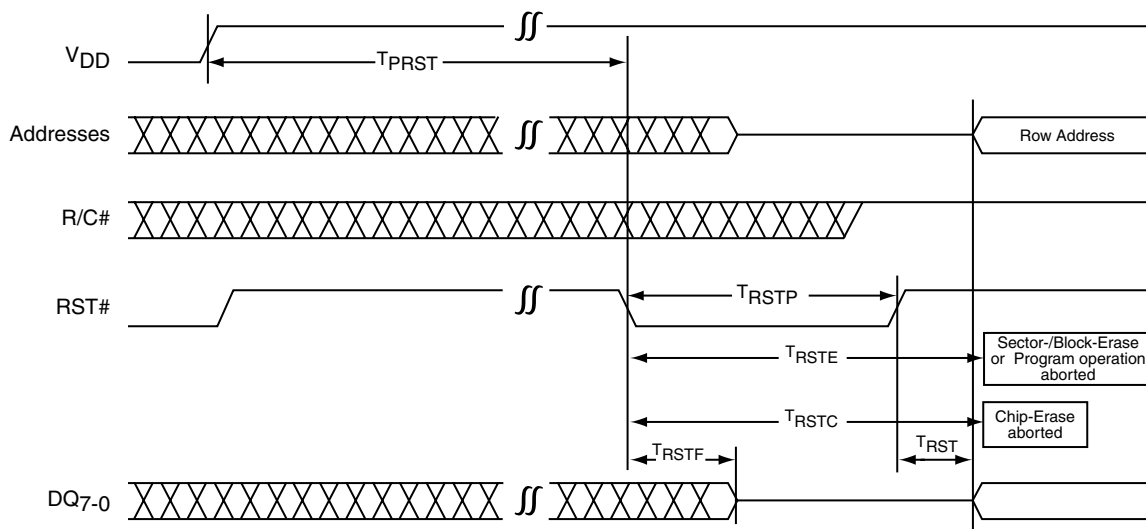 VDD
TPRST
Addresses
Row Address
R/C#
RST#
TRSTP
TRSTE
Sector-/Block-Erase
or Program operation
aborted
TRSTC
Chip-Erase
aborted
TRST
TRSTF
DQ7-0